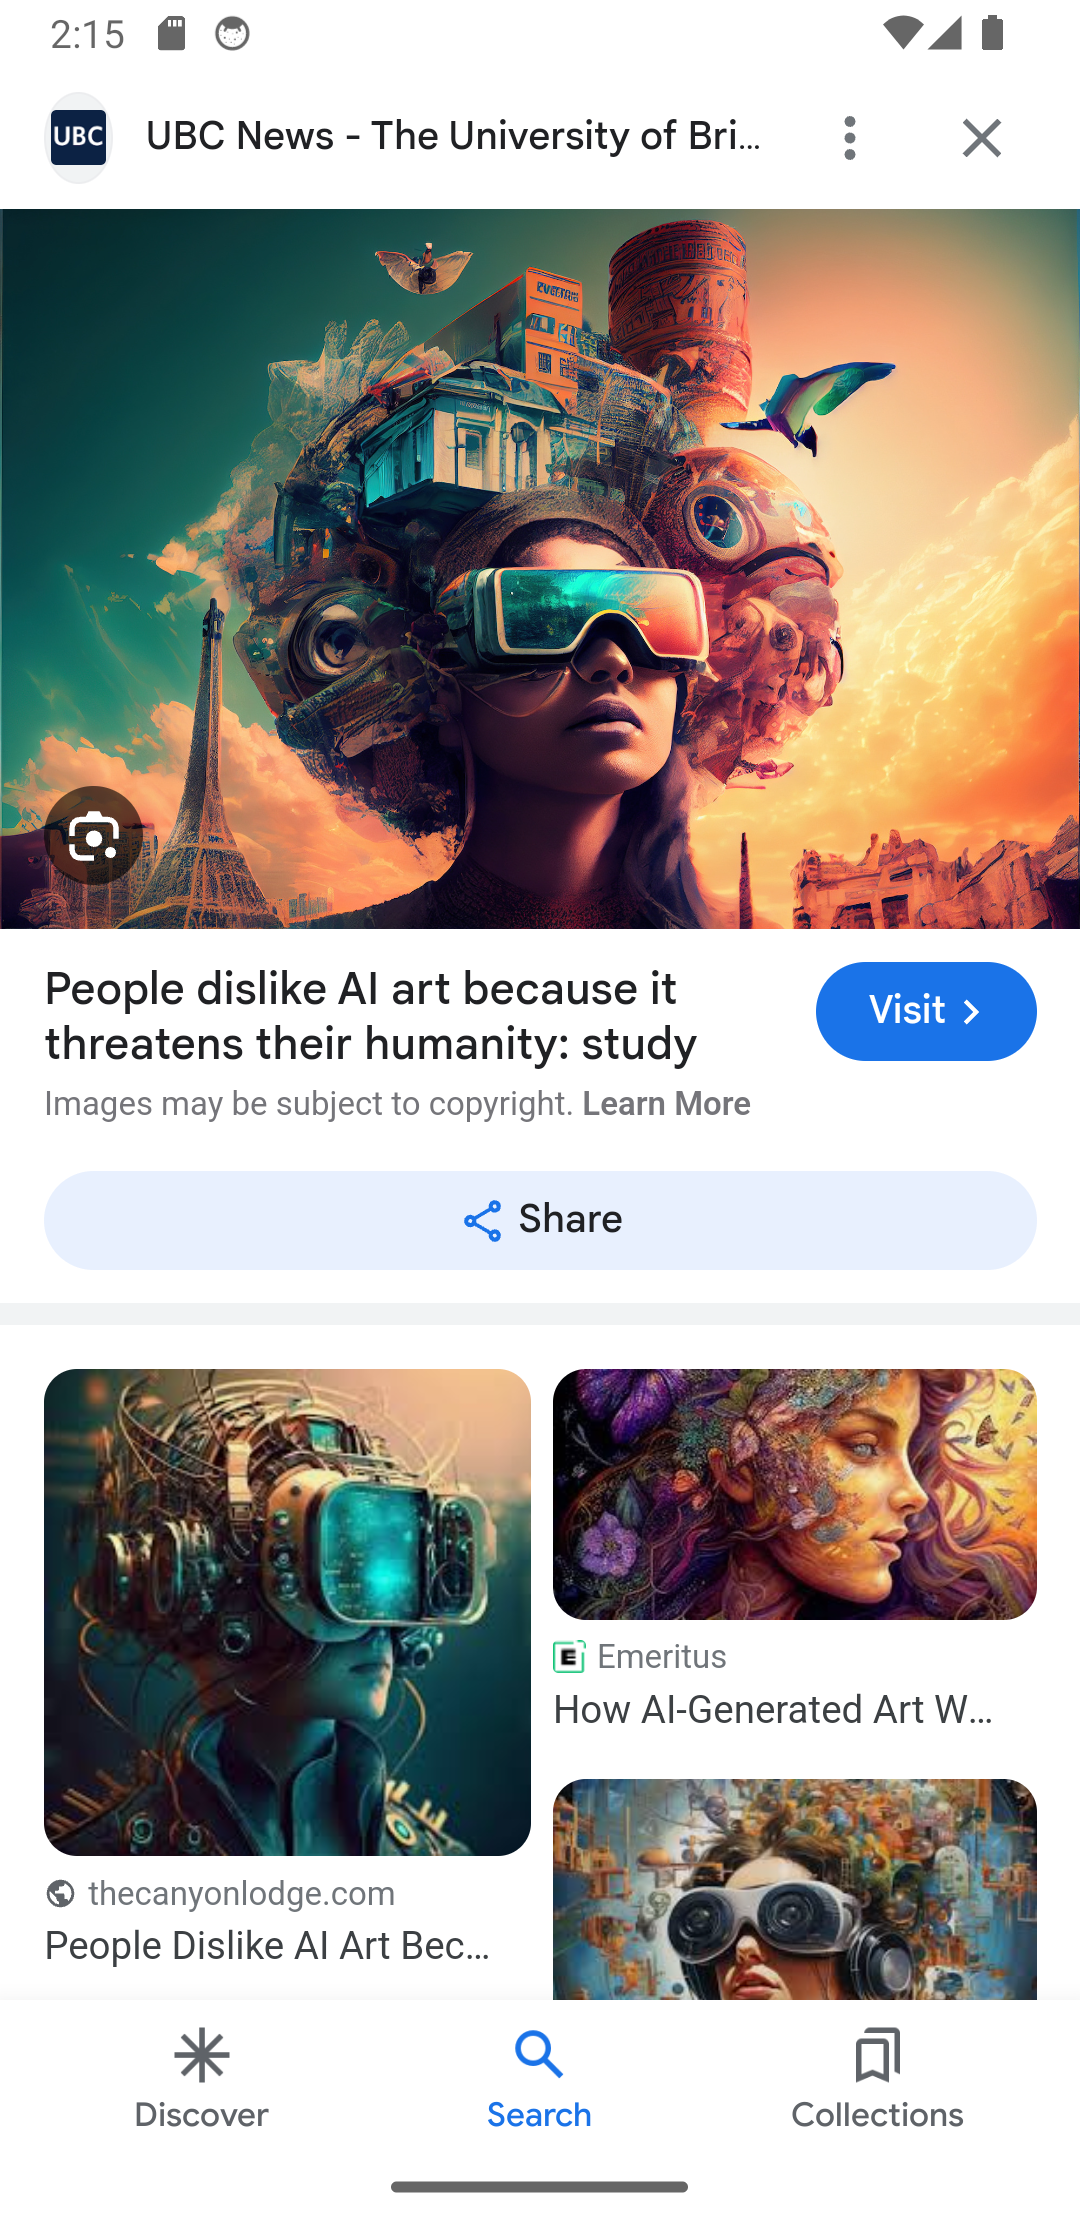 2:15
UBC
UBC News - The University of Bri...
People dislike AI art because it
threatens their humanity: study
Visit
Images may be subject to copyright. Learn More
Share
E Emeritus
How AI-Generated Art W...
thecanyonlodge.com
People Dislike AI Art Bec...
Discover
Search
Collections